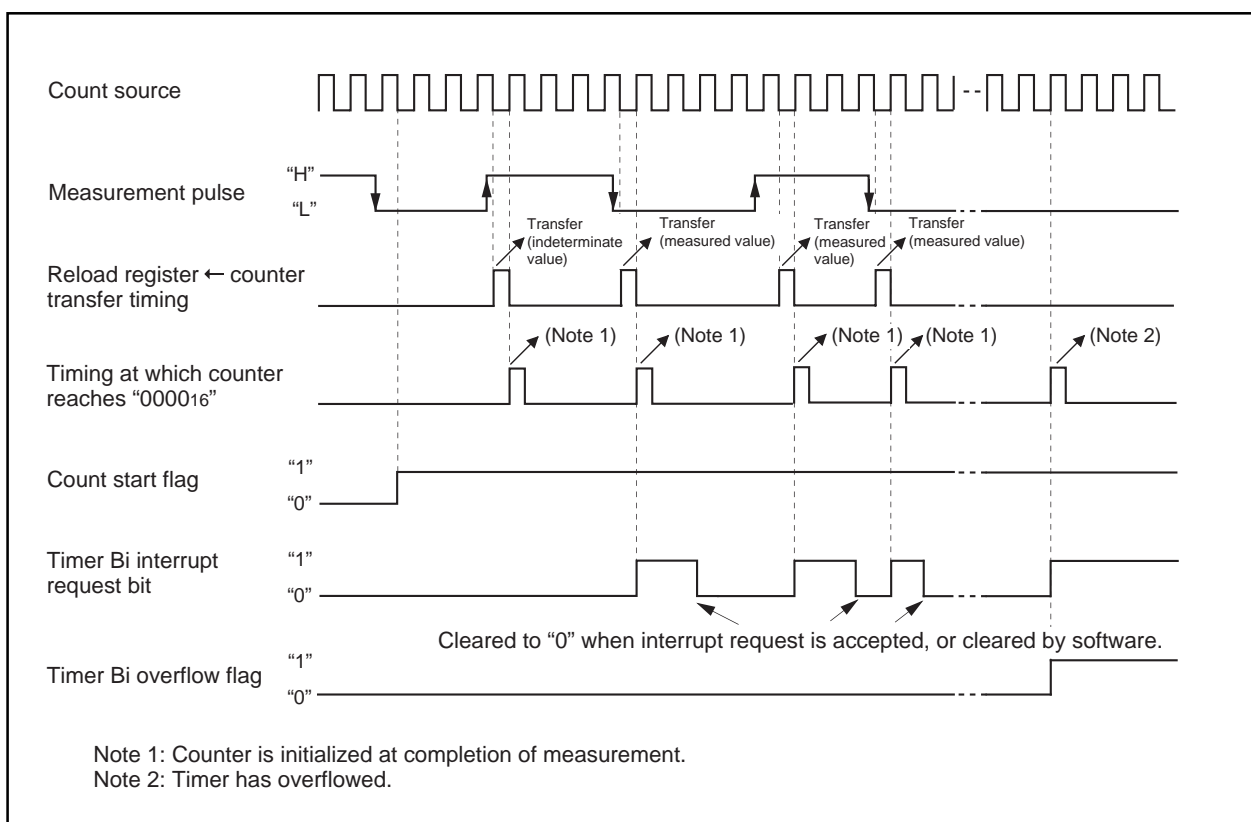 Count source
“H”
Measurement pulse
“L”
Transfer
(indeterminate
value)
Transfer
(measured value)
Transfer
(measured
value)
Transfer
(measured value)
Reload register ← counter
transfer timing
(Note 1)
(Note 1)
(Note 1)
(Note 1)
(Note 2)
Timing at which counter
reaches “000016”
“1”
Count start flag
“0”
Timer Bi interrupt
request bit
“1”
“0”
Cleared to “0” when interrupt request is accepted, or cleared by software.
“1”
Timer Bi overflow flag
“0”
Note 1: Counter is initialized at completion of measurement.
Note 2: Timer has overflowed.